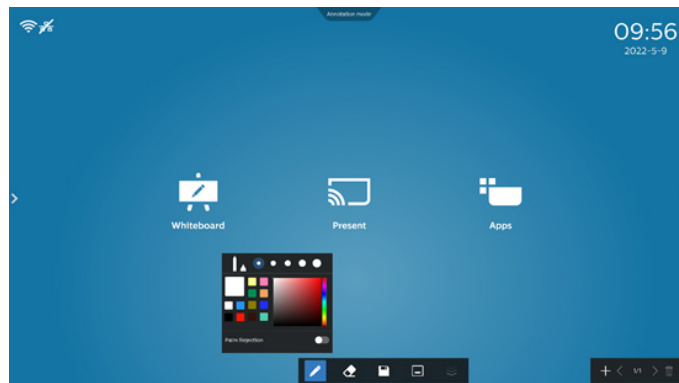 Annotation mode
09:56
2022-5-9
Whiteboard
Present
Apps
Palm Rejection
1/1